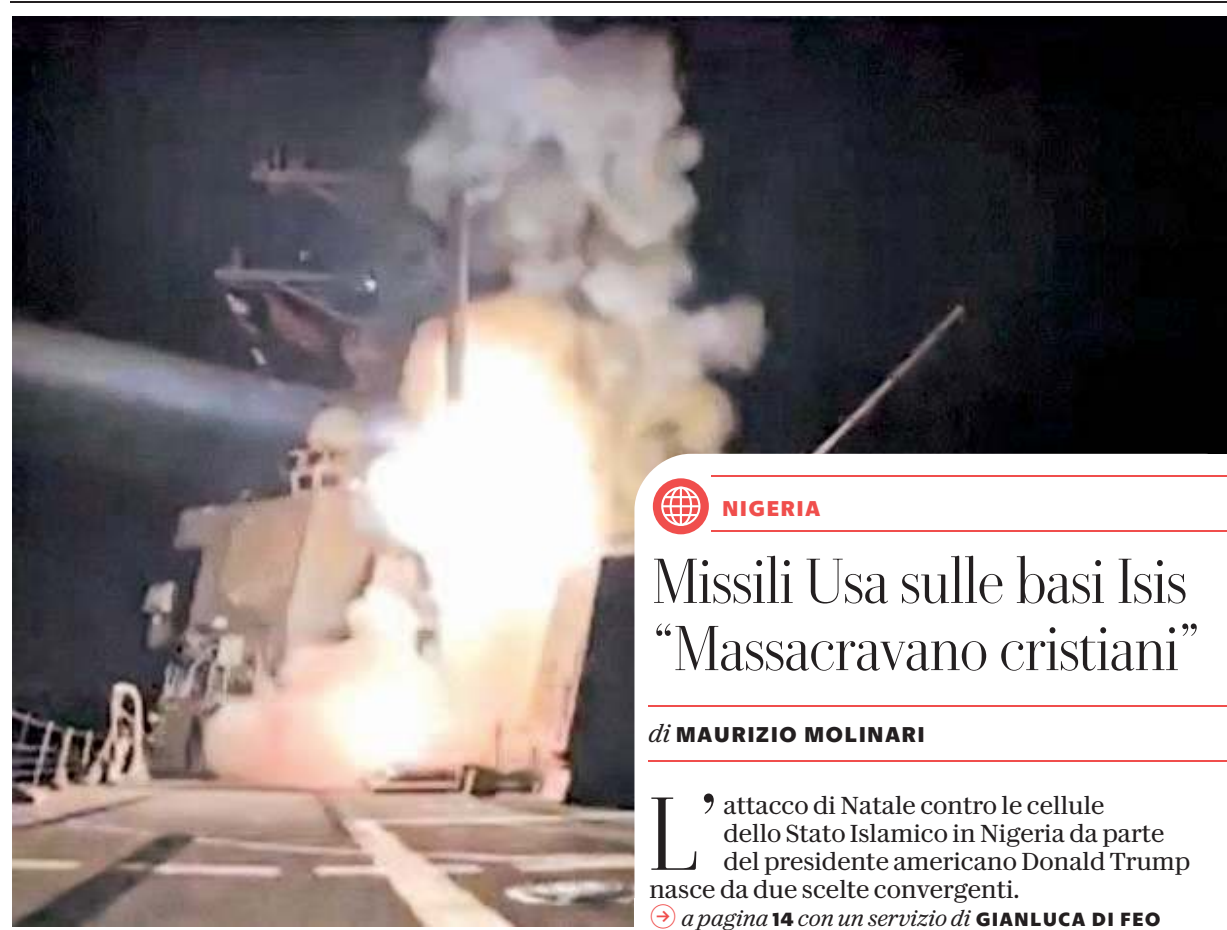 NIGERIA
Missili Usa sulle basi Isis
“Massacravano cristiani”
di MAURIZIO MOLINARI
L’attacco di Natale contro le cellule
dello Stato Islamico in Nigeria da parte
del presidente americano Donald Trump
nasce da due scelte convergenti.
a pagina 14 con un servizio di GIANLUCA DI FEO